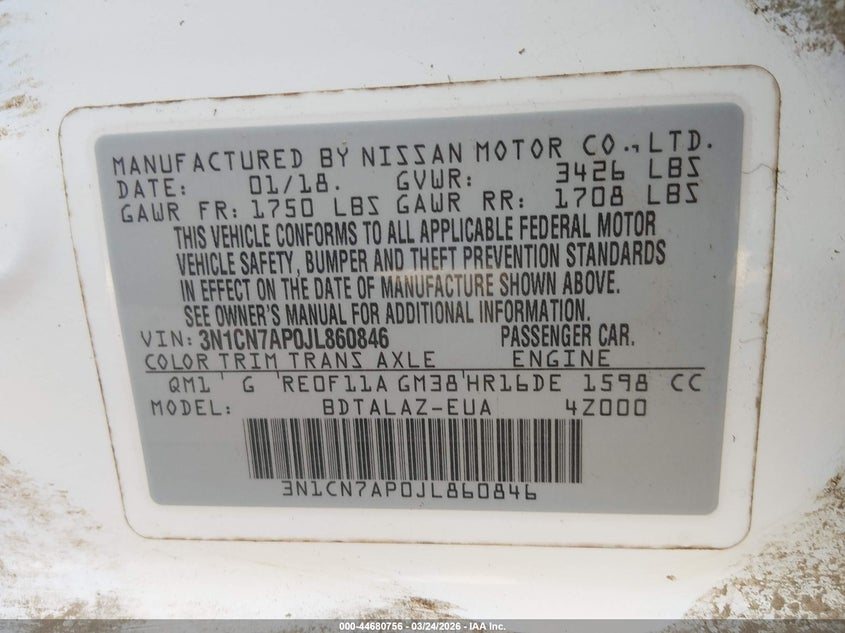 MANUFACTURED BY NISSAN MOTOR CO., LTD.
DATE: 01/18. GVWR: 3426 LBS
GAWR FR: 1750 LBS GAWR RR: 1708 LBS
THIS VEHICLE CONFORMS TO ALL APPLICABLE FEDERAL MOTOR
VEHICLE SAFETY, BUMPER AND THEFT PREVENTION STANDARDS
IN EFFECT ON THE DATE OF MANUFACTURE SHOWN ABOVE.
SEE OWNER'S MANUAL FOR ADDITIONAL INFORMATION.
VIN: 3N1CN7AP0JL860846 PASSENGER CAR.
COLOR TRIM TRANS AXLE ENGINE
QM1 G RE0F11A GM38 HR16DE 1598 CC
MODEL: BDTALAZ-EUA 4Z000
3N1CN7AP0JL860846
000-44680756 — 03/24/2026 — IAA Inc.